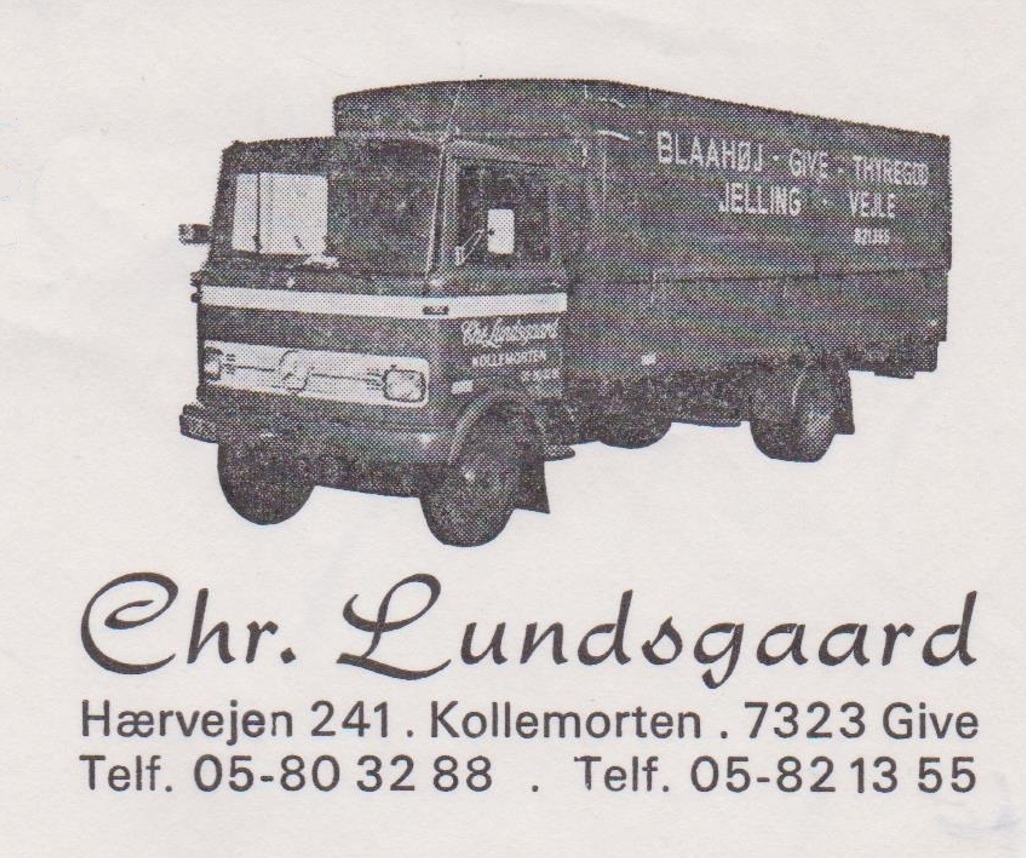 BLAAHØJ - GIVE - THYREGOD
JELLING - VEJLE
821355
Chr. Lundsgaard
KOLLEMORTEN
Chr. Lundsgaard
Hærvejen 241 . Kollemorten . 7323 Give
Telf. 05-80 32 88 . Telf. 05-82 13 55